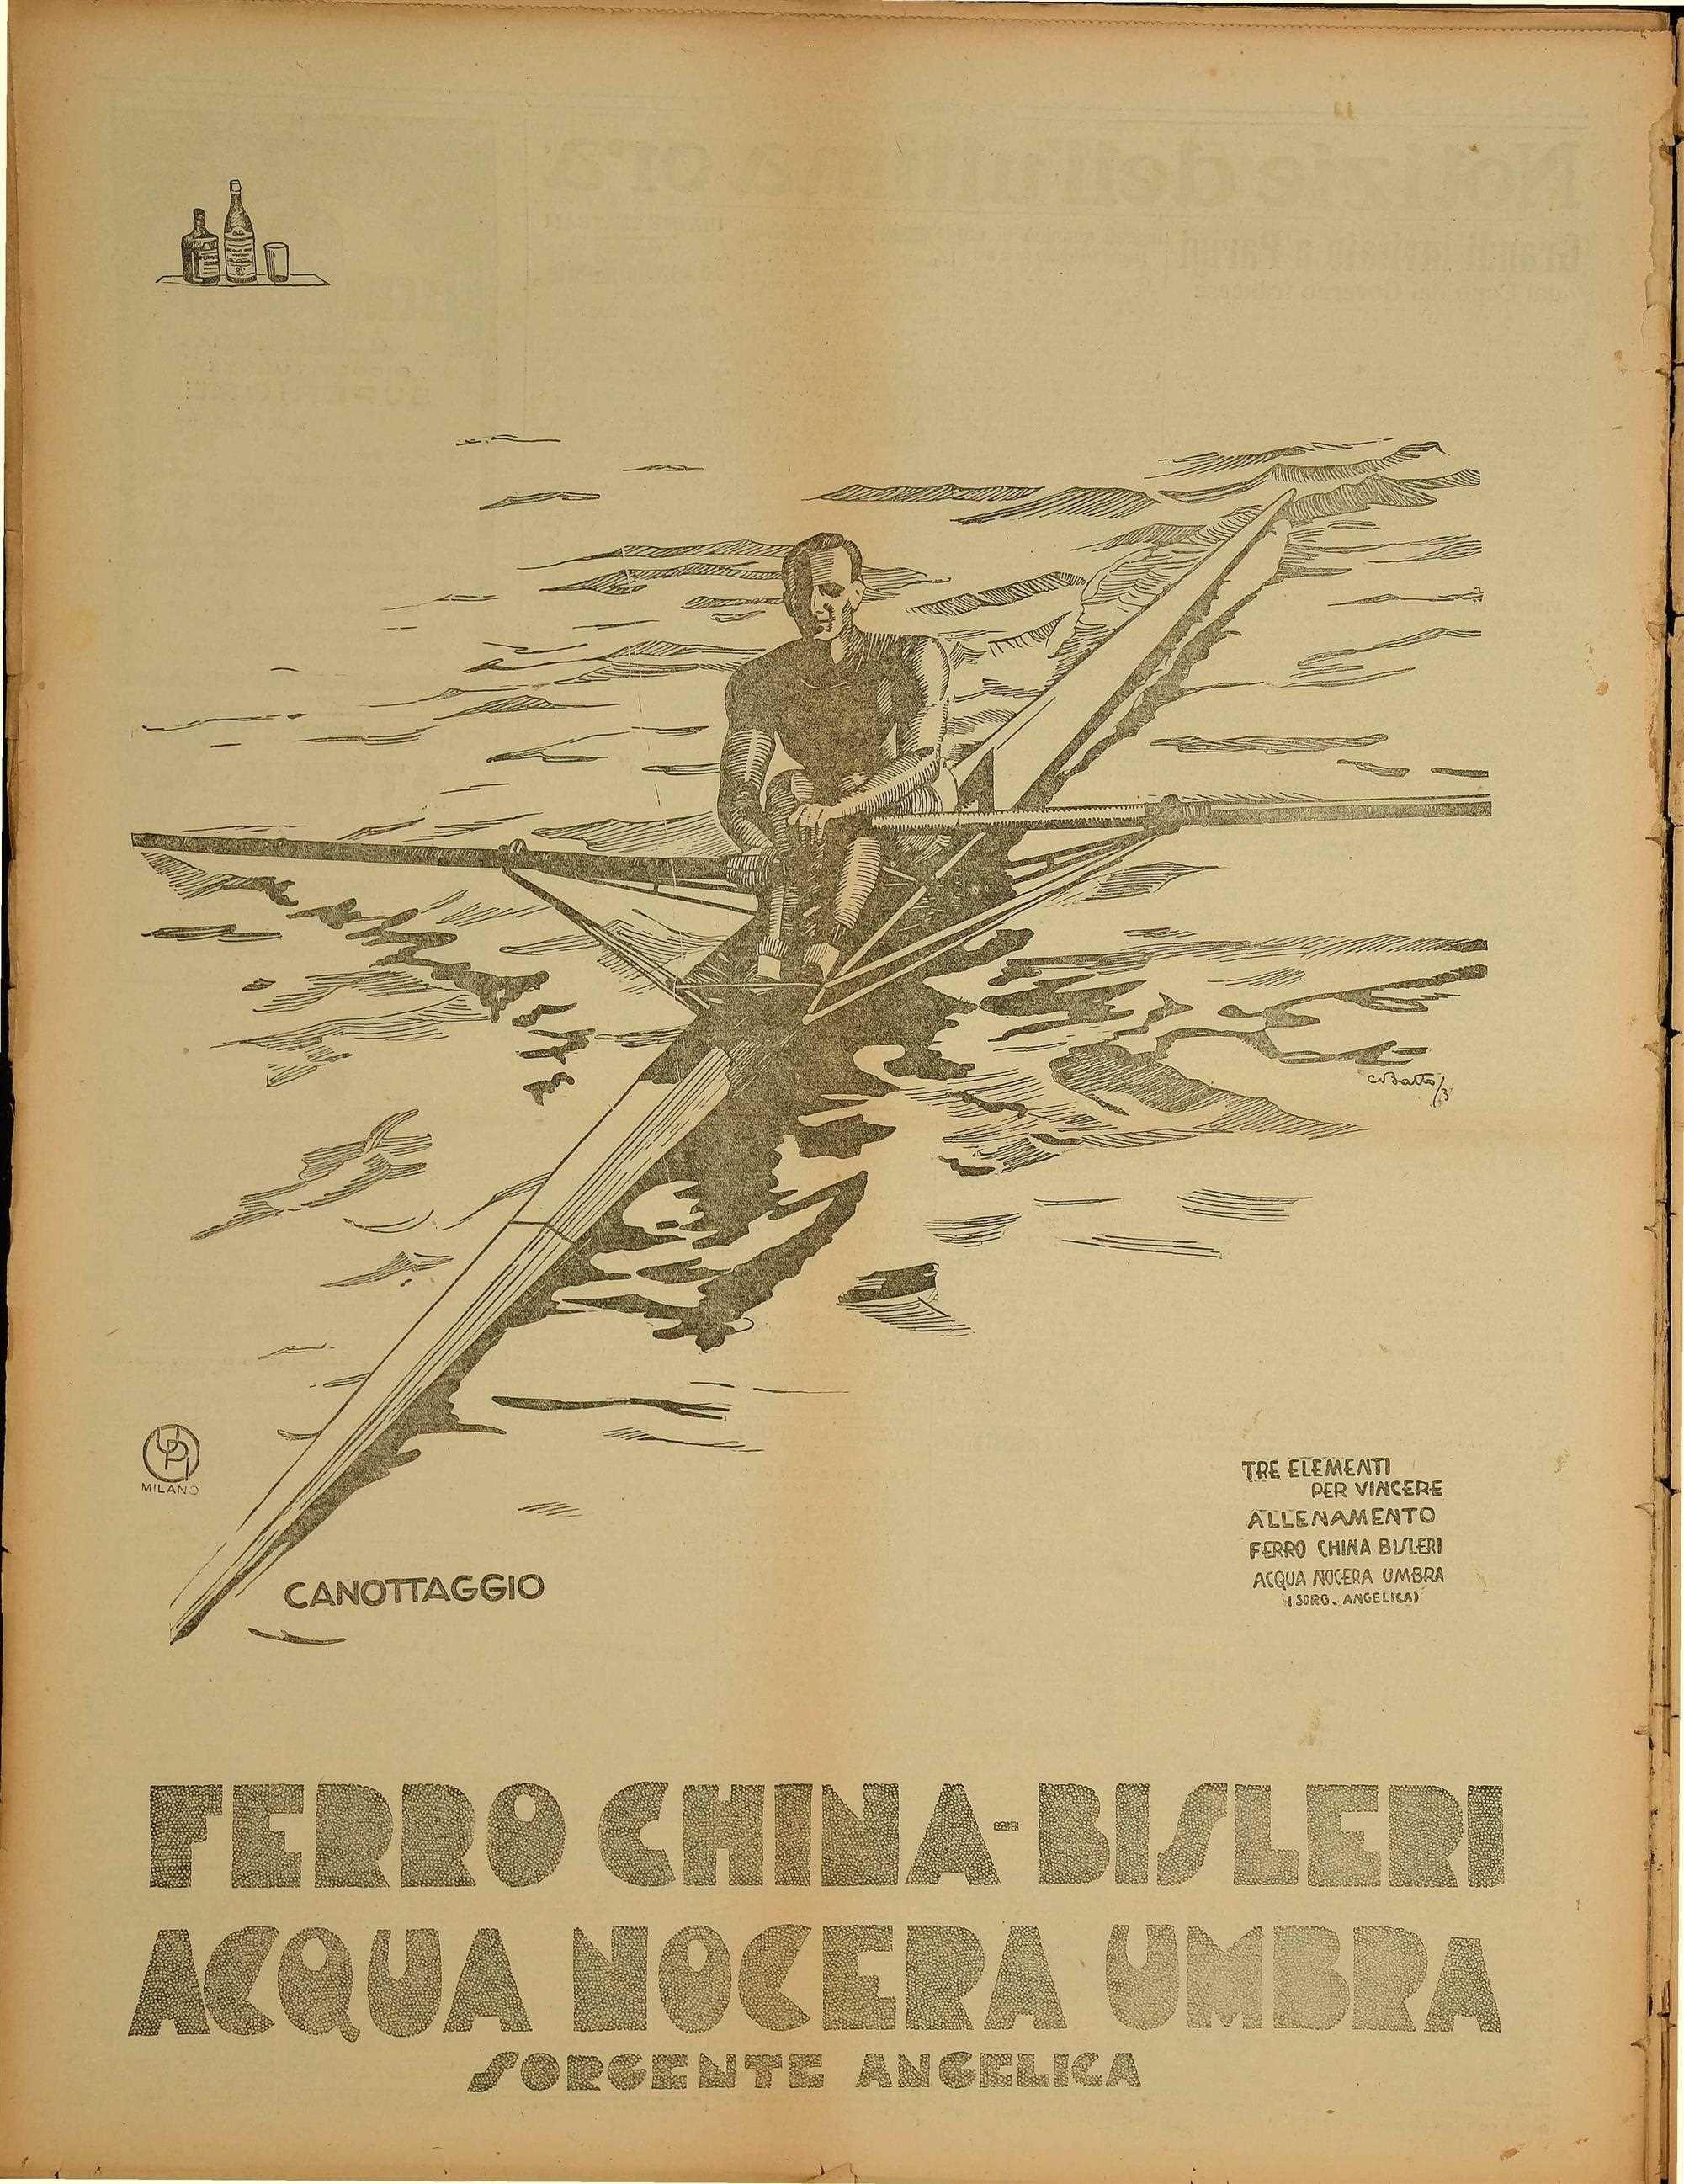 UPI
MILANO
CANOTTAGGIO
TRE ELEMENTI
PER VINCERE
ALLENAMENTO
FERRO CHINA BISLERI
ACQUA NOCERA UMBRA
(SORG. ANGELICA)
FERRO CHINA-BISLERI
ACQUA NOCERA UMBRA
SORGENTE ANGELICA